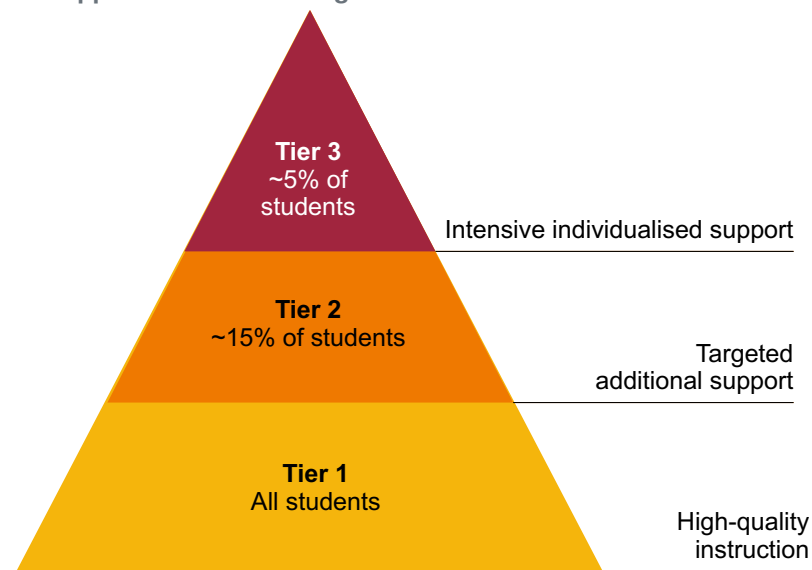 Tier 3
~5% of
students
Intensive individualised support
Tier 2
~15% of students
Targeted
additional support
Tier 1
All students
High-quality
instruction